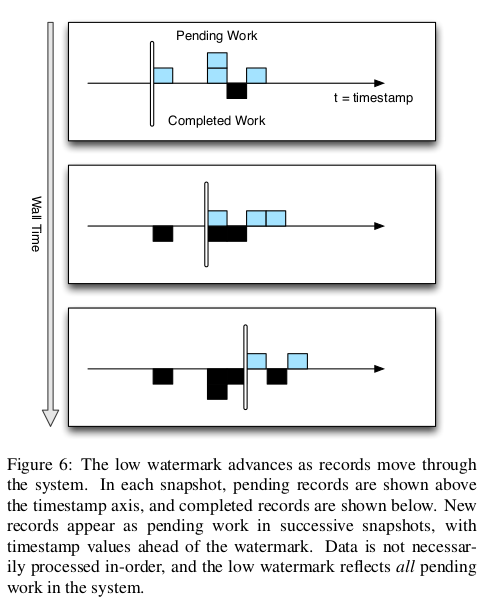 Pending Work
t = timestamp
Completed Work
Wall Time
Figure 6: The low watermark advances as records move through
the system. In each snapshot, pending records are shown above
the timestamp axis, and completed records are shown below. New
records appear as pending work in successive snapshots, with
timestamp values ahead of the watermark. Data is not necessar-
ily processed in-order, and the low watermark reflects all pending
work in the system.